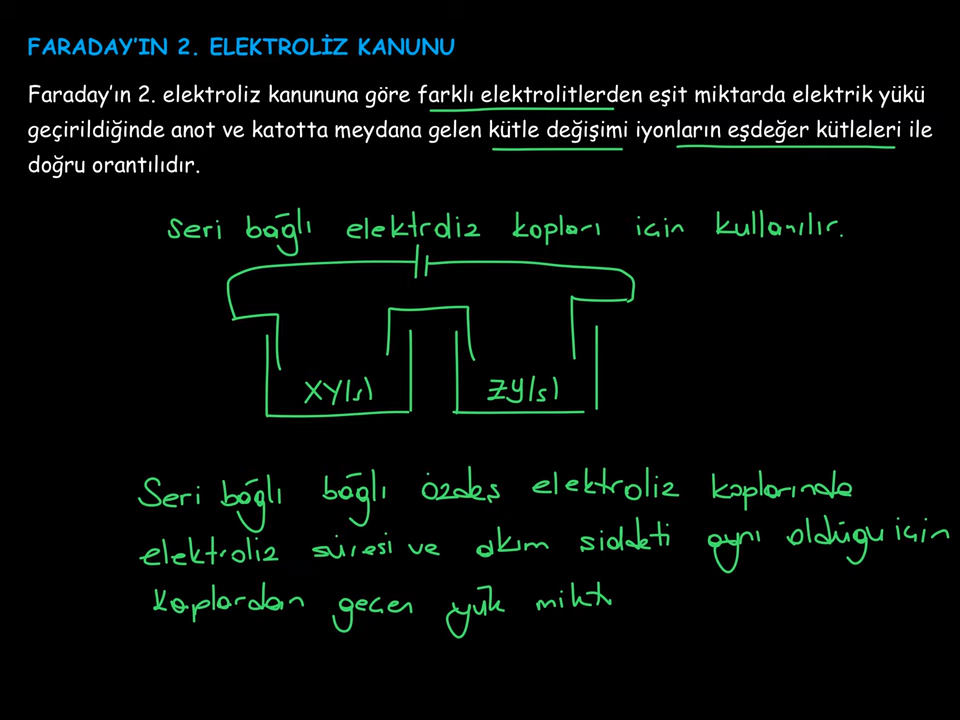 FARADAY'IN 2. ELEKTROLİZ KANUNU
Faraday'ın 2. elektroliz kanununa göre farklı elektrolitlerden eşit miktarda elektrik yükü
geçirildiğinde anot ve katotta meydana gelen kütle değişimi iyonların eşdeğer kütleleri ile
doğru orantılıdır.
Seri bağlı elektroliz kapları için kullanılır.
XY(s) ZY(s)
Seri bağlı bağlı özdeş elektroliz kaplarında
elektroliz süresi ve akım şiddeti aynı olduğu için
kaplardan geçen yük mikt